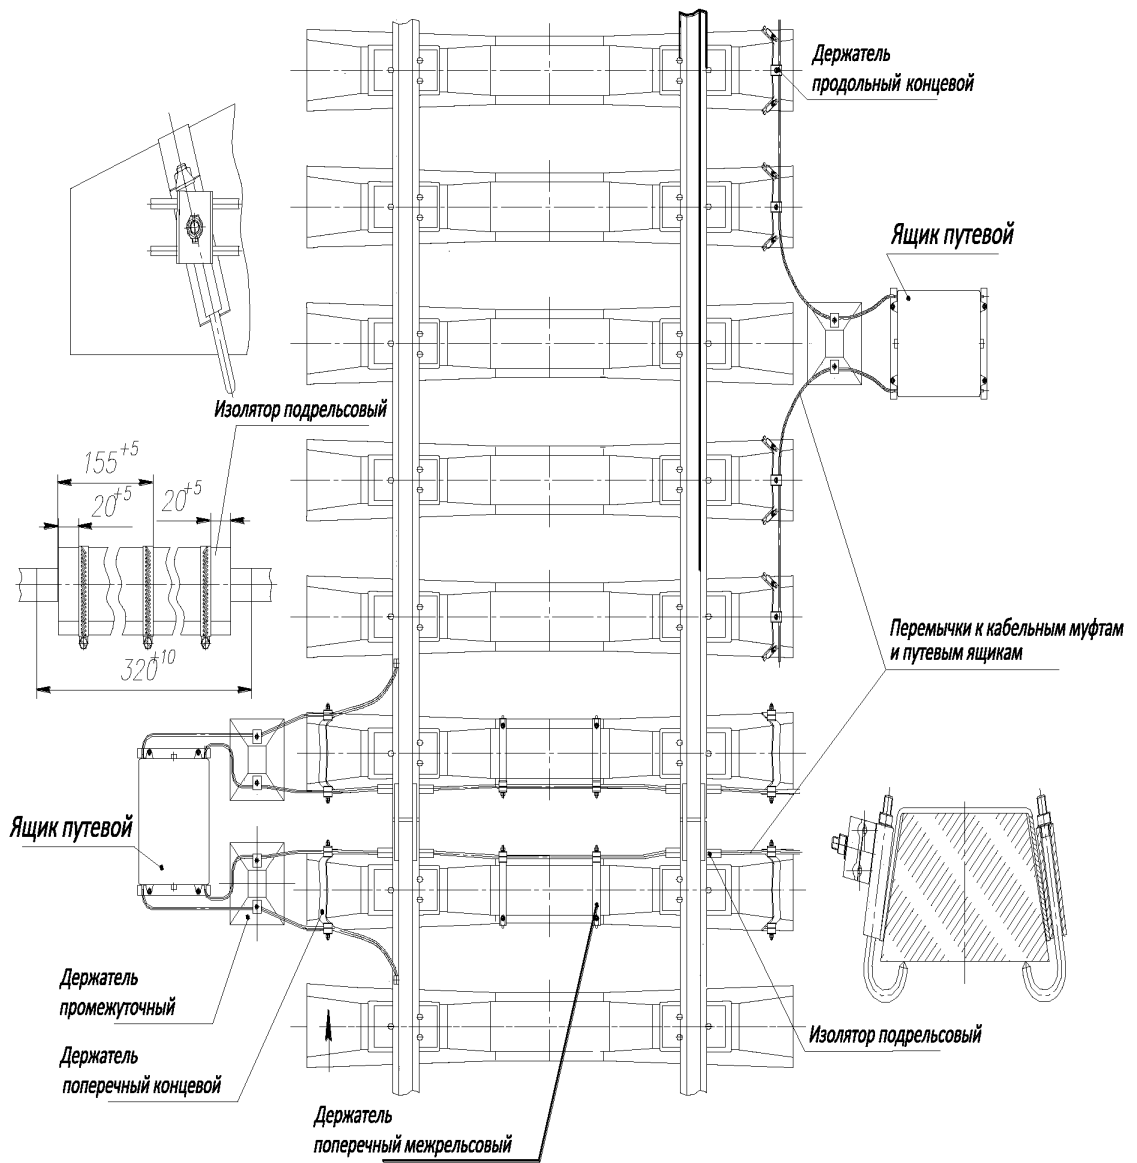 Держатель
продольный концевой
Ящик путевой
Изолятор подрельсовый
155+5
20+5
20+5
320+10
Перемычки к кабельным муфтам
и путевым ящикам
Ящик путевой
Держатель
промежуточный
Изолятор подрельсовый
Держатель
поперечный концевой
Держатель
поперечный межрельсовый